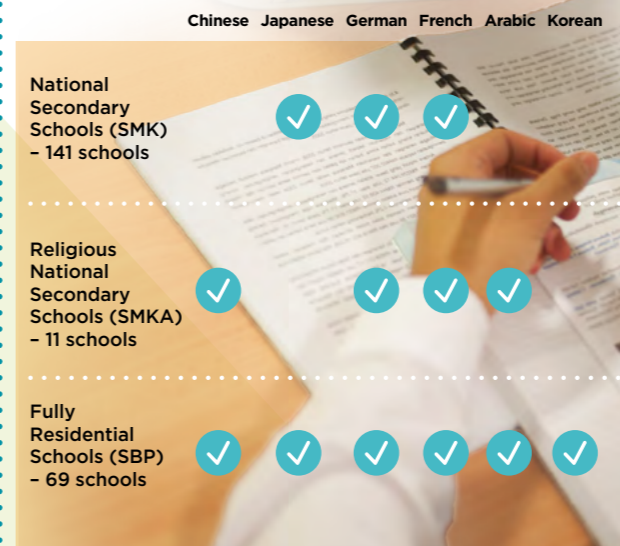 Chinese Japanese German French Arabic Korean
National
Secondary
Schools (SMK)
– 141 schools
Religious
National
Secondary
Schools (SMKA)
– 11 schools
Fully
Residential
Schools (SBP)
– 69 schools